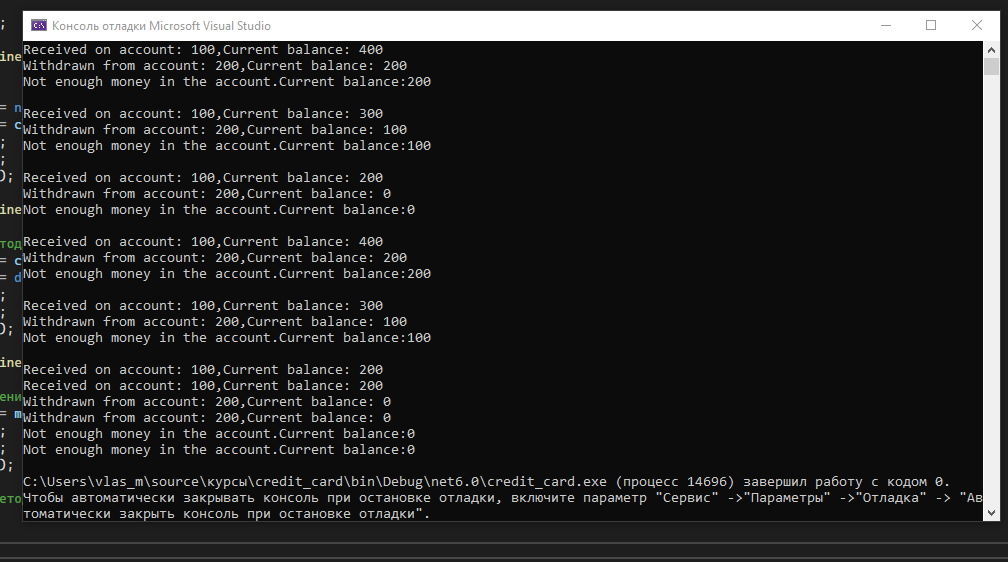 Консоль отладки Microsoft Visual Studio
Received on account: 100,Current balance: 400
Withdrawn from account: 200,Current balance: 200
Not enough money in the account.Current balance:200
Received on account: 100,Current balance: 300
Withdrawn from account: 200,Current balance: 100
Not enough money in the account.Current balance:100
Received on account: 100,Current balance: 200
Withdrawn from account: 200,Current balance: 0
Not enough money in the account.Current balance:0
Received on account: 100,Current balance: 400
Withdrawn from account: 200,Current balance: 200
Not enough money in the account.Current balance:200
Received on account: 100,Current balance: 300
Withdrawn from account: 200,Current balance: 100
Not enough money in the account.Current balance:100
Received on account: 100,Current balance: 200
Received on account: 100,Current balance: 200
Withdrawn from account: 200,Current balance: 0
Withdrawn from account: 200,Current balance: 0
Not enough money in the account.Current balance:0
Not enough money in the account.Current balance:0
C:\Users\vlas_m\source\курсы\credit_card\bin\Debug\net6.0\credit_card.exe (процесс 14696) завершил работу с кодом 0.
Чтобы автоматически закрывать консоль при остановке отладки, включите параметр "Сервис" ->"Параметры" ->"Отладка" -> "Ав
томатически закрыть консоль при остановке отладки".